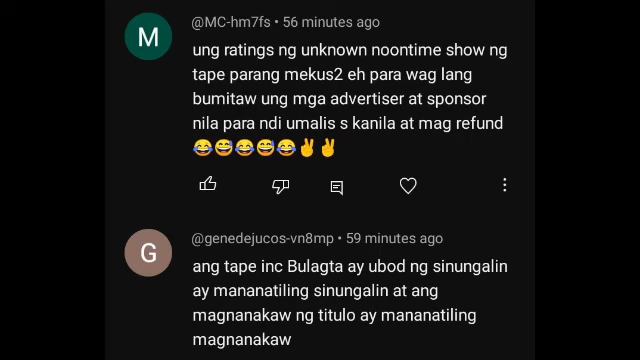 M
@MC-hm7fs • 56 minutes ago
ung ratings ng unknown noontime show ng
tape parang mekus2 eh para wag lang
bumitaw ung mga advertiser at sponsor
nila para ndi umalis s kanila at mag refund
😂😅😂😅😂✌✌
G
@genedejucos-vn8mp • 59 minutes ago
ang tape inc Bulagta ay ubod ng sinungalin
ay mananatiling sinungalin at ang
magnanakaw ng titulo ay mananatiling
magnanakaw